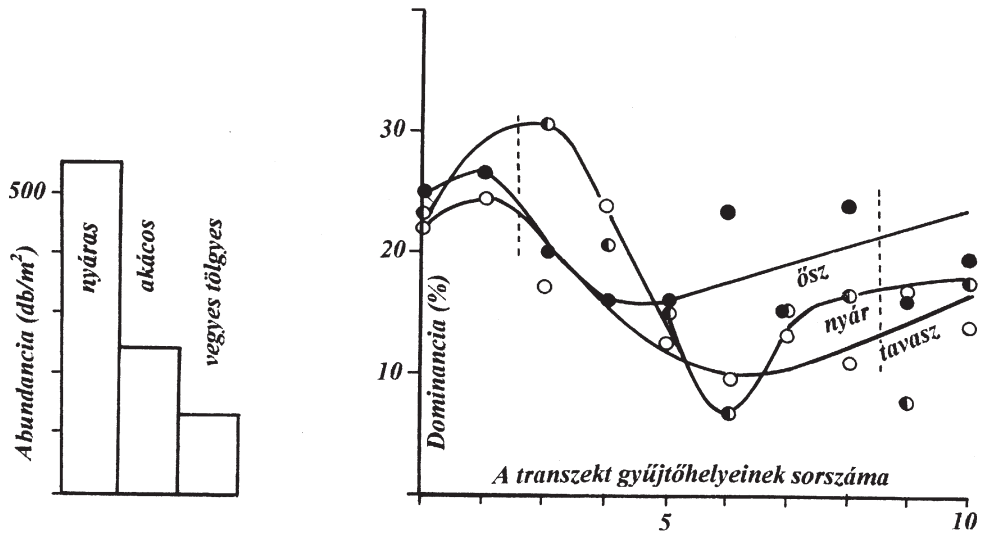 500
Abundancia (db/m²)
nyáras
akácos
vegyes tölgyes
30
20
10
Dominancia (%)
ősz
nyár
tavasz
A transzekt gyűjtőhelyeinek sorszáma
5
10